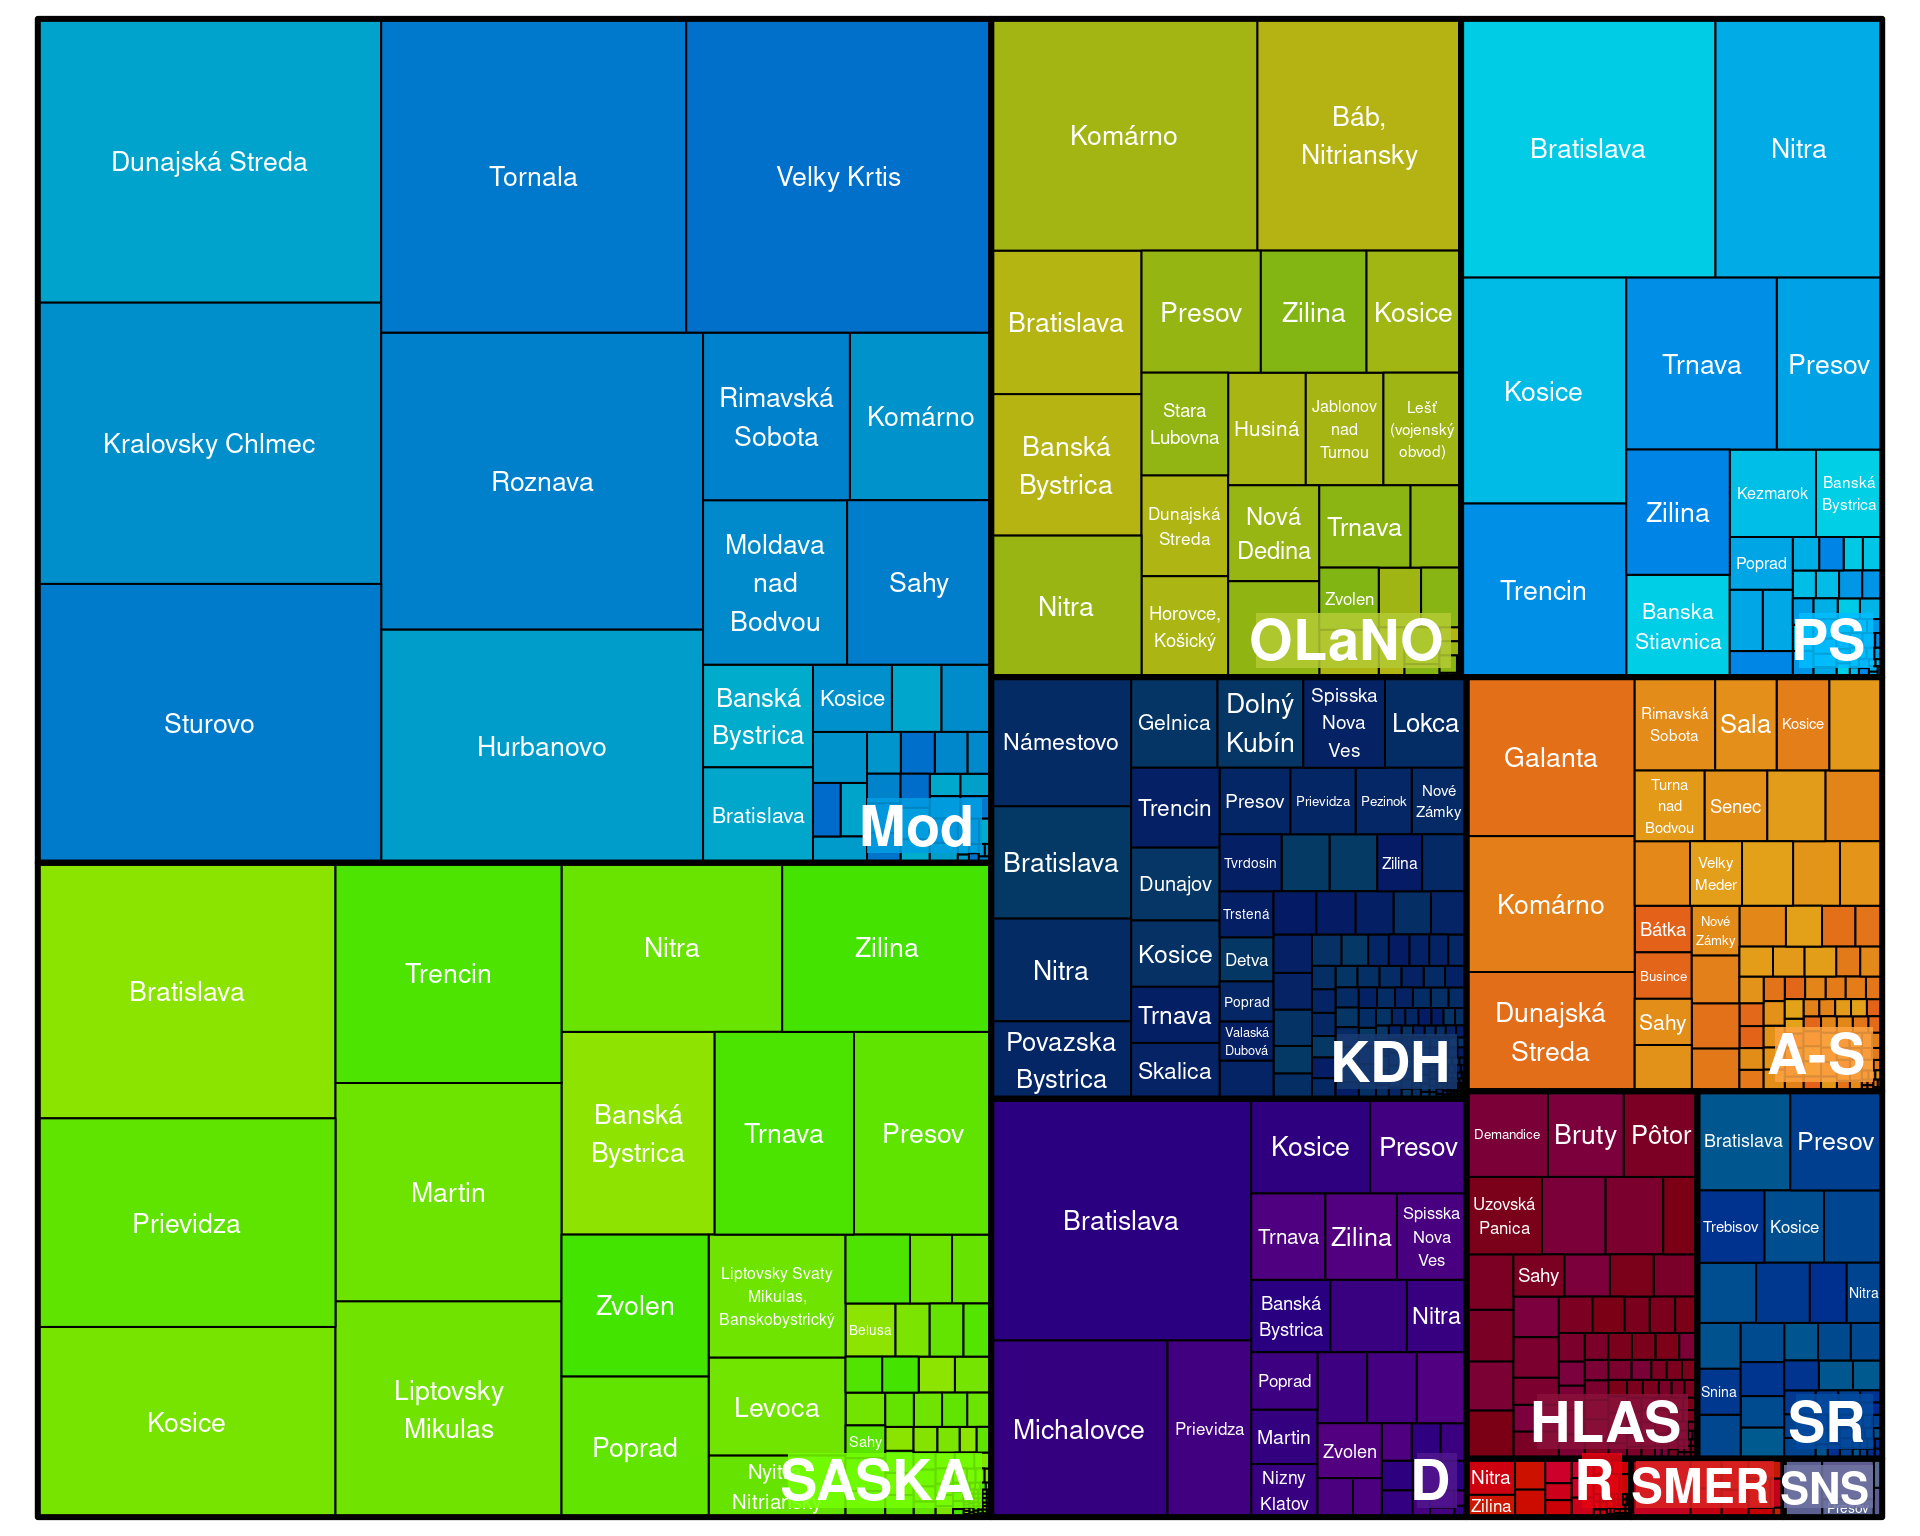 Dunajská Streda
Tornala
Velky Krtis
Kralovsky Chlmec
Roznava
Rimavská
Sobota
Komárno
Moldava
nad
Bodvou
Sahy
Sturovo
Hurbanovo
Banská
Bystrica
Kosice
Bratislava
Mod
Komárno
Báb,
Nitriansky
Bratislava
Presov
Zilina
Kosice
Banská
Bystrica
Stara
Lubovna
Husiná
Jablonov
nad
Turnou
Lešť
(vojenský
obvod)
Dunajská
Streda
Nová
Dedina
Trnava
Nitra
Horovce,
Košický
Zvolen
OLaNO
Bratislava
Nitra
Kosice
Trnava
Presov
Trencin
Zilina
Kezmarok
Banská
Bystrica
Poprad
Banska
Stiavnica
PS
Bratislava
Trencin
Nitra
Zilina
Prievidza
Martin
Banská
Bystrica
Trnava
Presov
Kosice
Liptovsky
Mikulas
Zvolen
Liptovsky Svaty
Mikulas,
Banskobystrický
Belusa
Poprad
Levoca
Sahy
Nitriansky
SASKA
Námestovo
Gelnica
Dolný
Kubín
Spisska
Nova
Ves
Lokca
Bratislava
Trencin
Presov
Prievidza
Pezinok
Nové
Zámky
Dunajov
Tvrdosin
Zilina
Trstená
Nitra
Kosice
Detva
Trnava
Poprad
Povazska
Bystrica
Skalica
Valaská
Dubová
KDH
Galanta
Rimavská
Sobota
Sala
Kosice
Turna
nad
Bodvou
Senec
Komárno
Velky
Meder
Bátka
Nové
Zámky
Busince
Dunajská
Streda
Sahy
A-S
Bratislava
Kosice
Presov
Trnava
Zilina
Spisska
Nova
Ves
Banská
Bystrica
Nitra
Michalovce
Prievidza
Poprad
Martin
Zvolen
Nizny
Klatov
D
Demandice
Bruty
Pôtor
Uzovská
Panica
Sahy
HLAS
Bratislava
Presov
Trebisov
Kosice
Nitra
Snina
SR
Nitra
Zilina
R
SMER
SNS
Presov